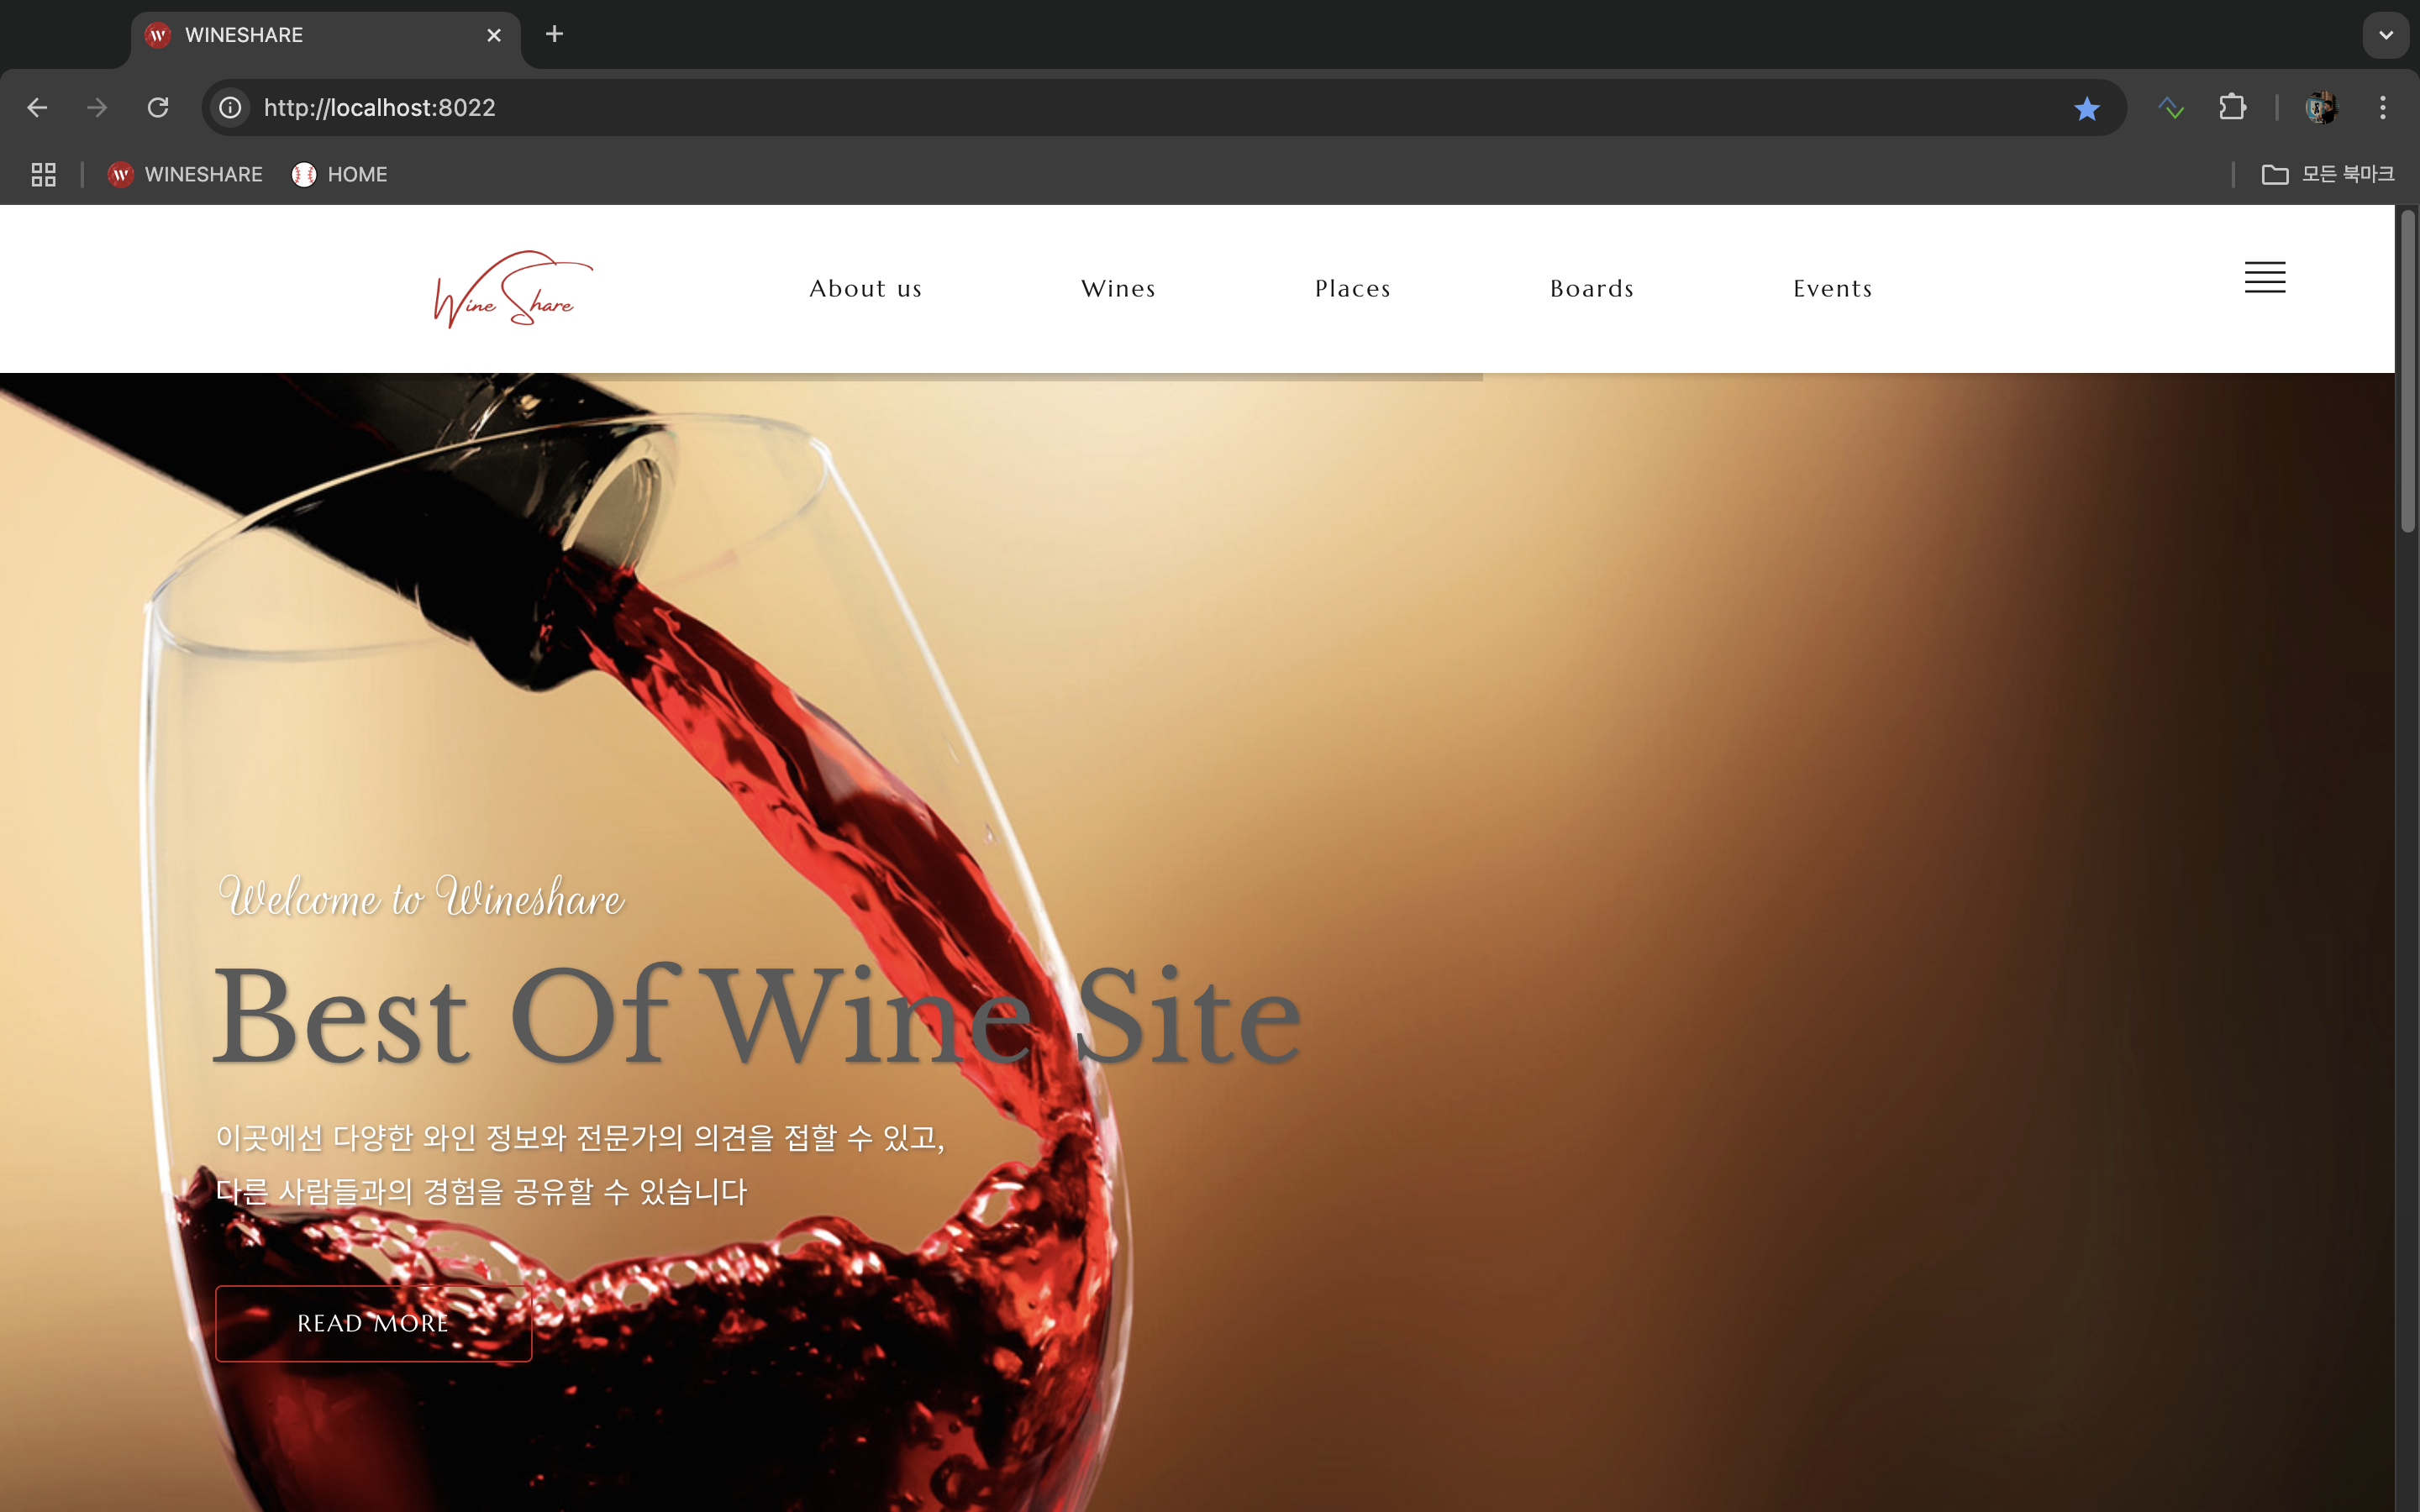 WINESHARE
http://localhost:8022
WINESHARE HOME 모든 북마크
Wine Share About us Wines Places Boards Events
Welcome to Wineshare
Best Of Wine Site
이곳에선 다양한 와인 정보와 전문가의 의견을 접할 수 있고,
다른 사람들과의 경험을 공유할 수 있습니다
READ MORE